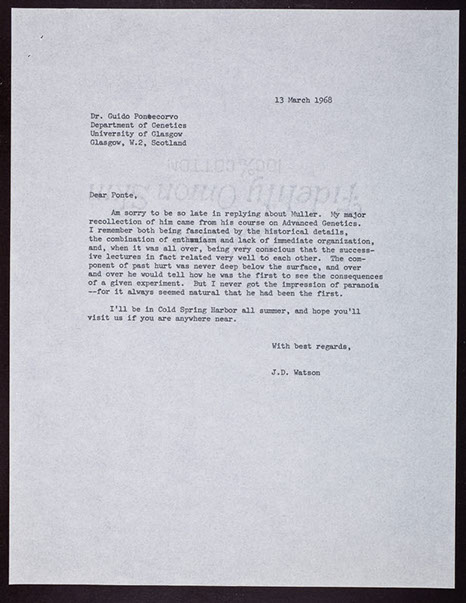 13 March 1968
Dr. Guido Pontecorvo
Department of Genetics
University of Glasgow
Glasgow, W.2, Scotland
100% COTTON
Fidelity Onion Skin
Dear Ponte,
Am sorry to be so late in replying about Muller. My major
recollection of him came from his course on Advanced Genetics.
I remember both being fascinated by the historical details,
the combination of enthusiasm and lack of immediate organization,
and, when it was all over, being very conscious that the success-
ive lectures in fact related very well to each other. The com-
ponent of past hurt was never deep below the surface, and over
and over he would tell how he was the first to see the consequences
of a given experiment. But I never got the impression of paranoia
--for it always seemed natural that he had been the first.
I'll be in Cold Spring Harbor all summer, and hope you'll
visit us if you are anywhere near.
With best regards,
J.D. Watson